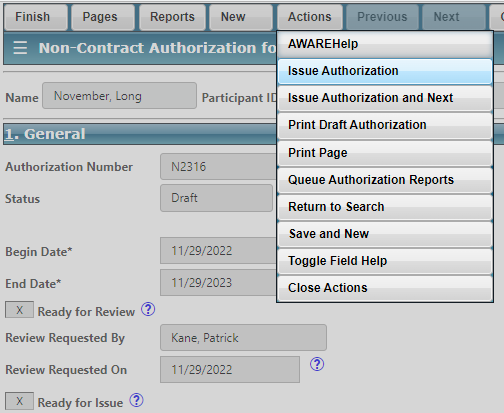 Finish Pages Reports New Actions Previous Next
☰ Non-Contract Authorization fo
AWAREHelp
Issue Authorization
Issue Authorization and Next
Print Draft Authorization
Print Page
Queue Authorization Reports
Return to Search
Save and New
Toggle Field Help
Close Actions
Name November, Long Participant ID
1. General
Authorization Number N2316
Status Draft
Begin Date* 11/29/2022
End Date* 11/29/2023
X Ready for Review ?
Review Requested By Kane, Patrick
Review Requested On 11/29/2022 ?
X Ready for Issue ?